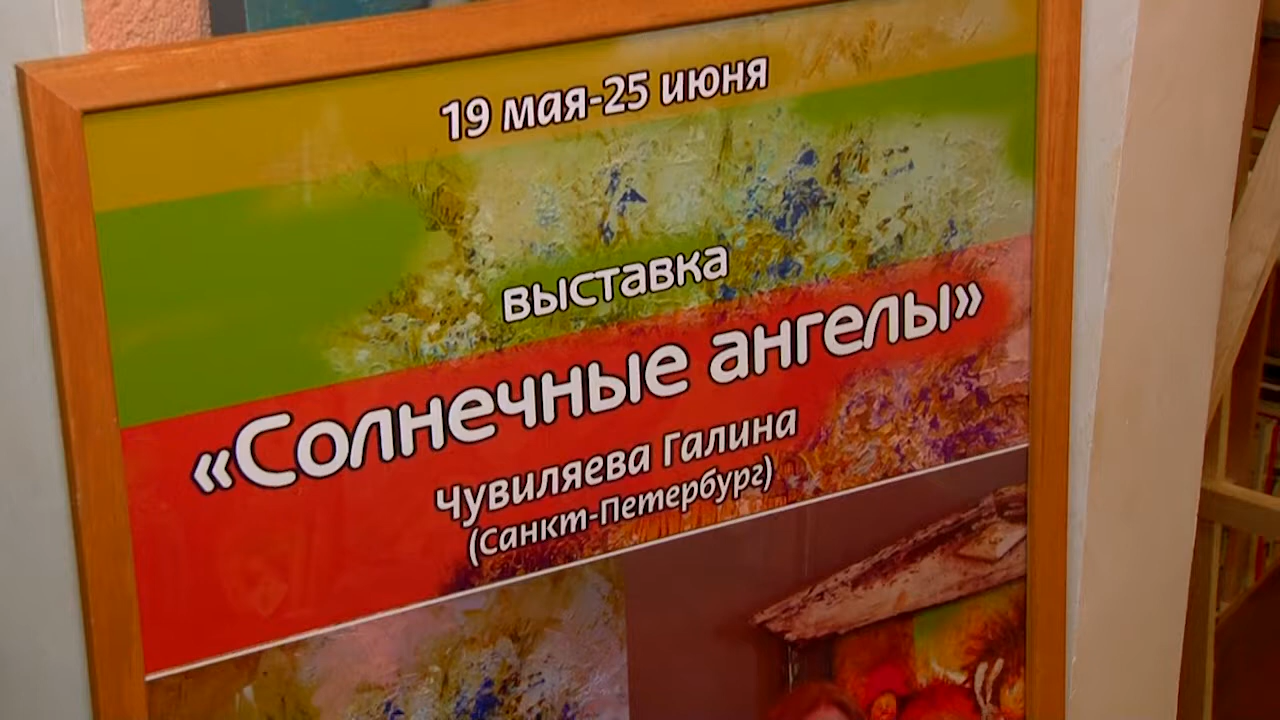 19 мая-25 июня
выставка
«Солнечные ангелы»
Чувиляева Галина
(Санкт-Петербург)